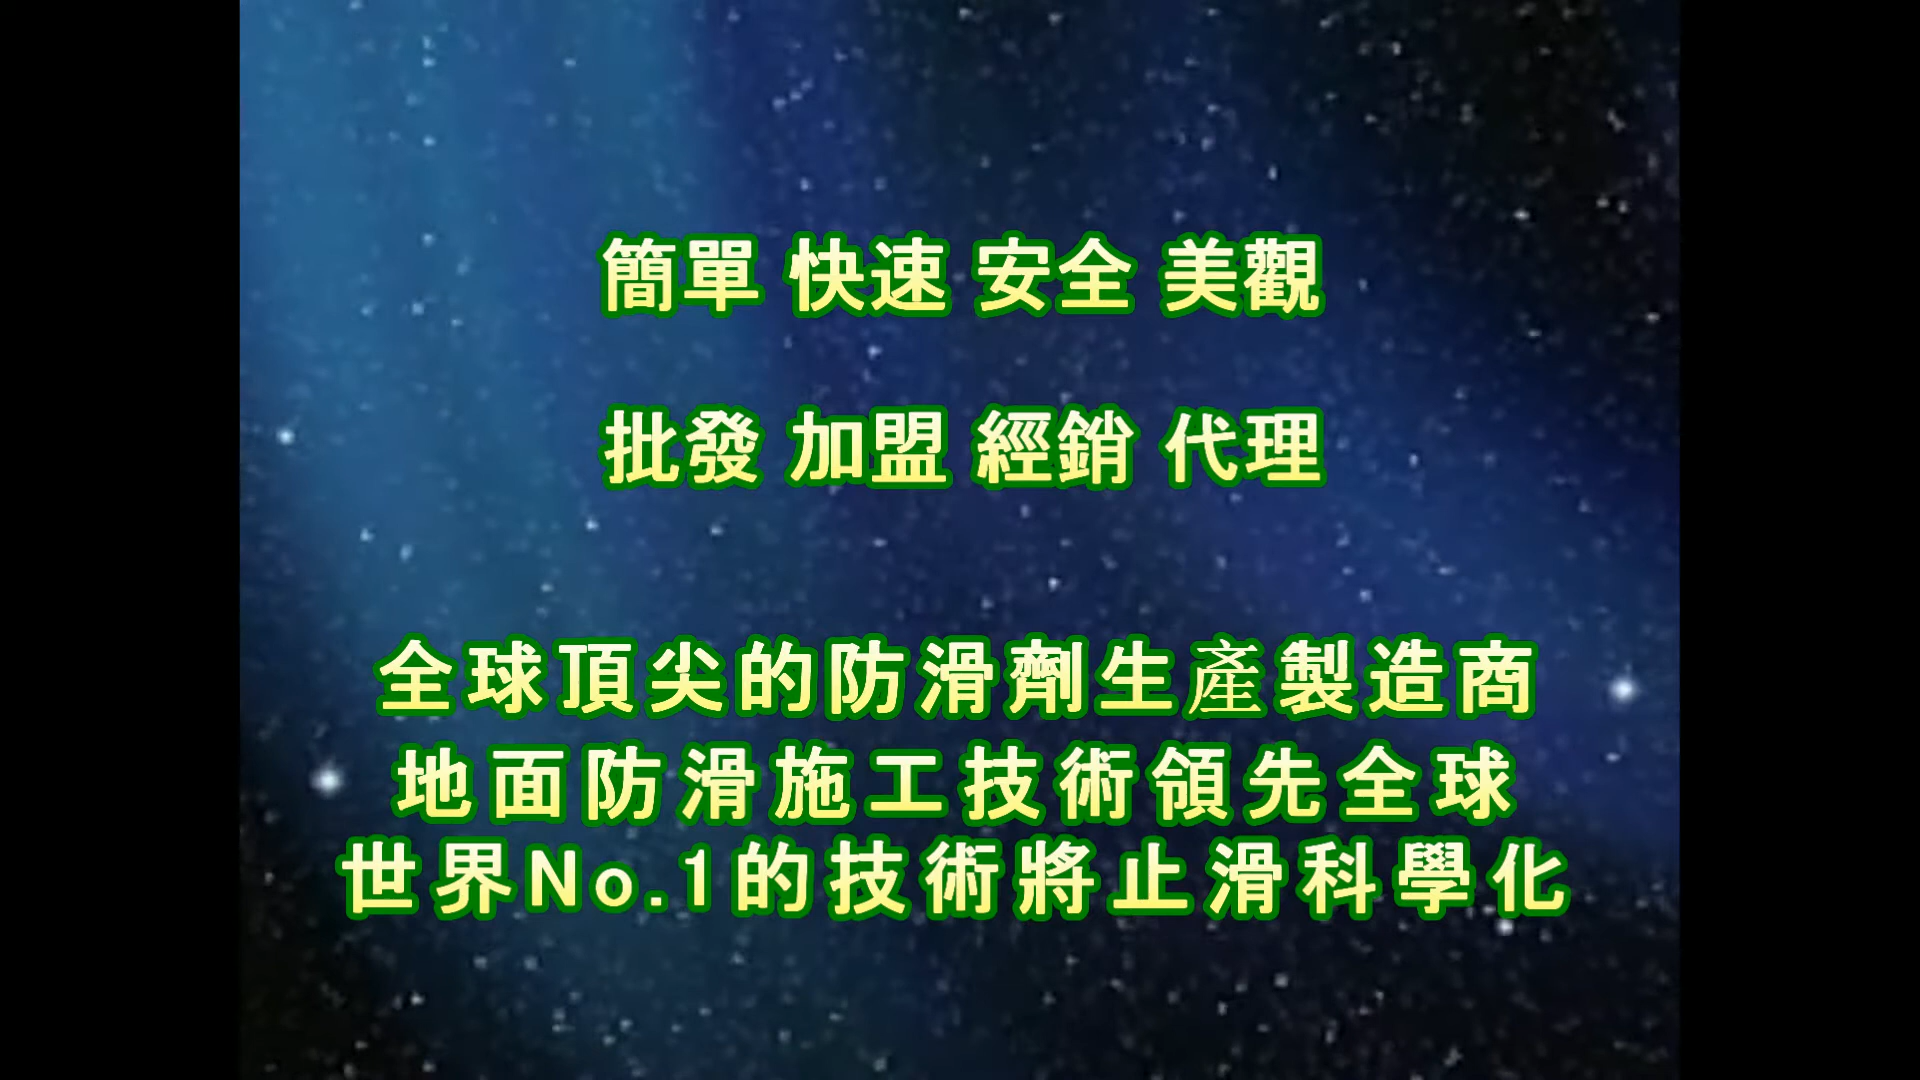 簡單 快速 安全 美觀
批發 加盟 經銷 代理
全球頂尖的防滑劑生產製造商
地面防滑施工技術領先全球
世界No.1的技術將止滑科學化